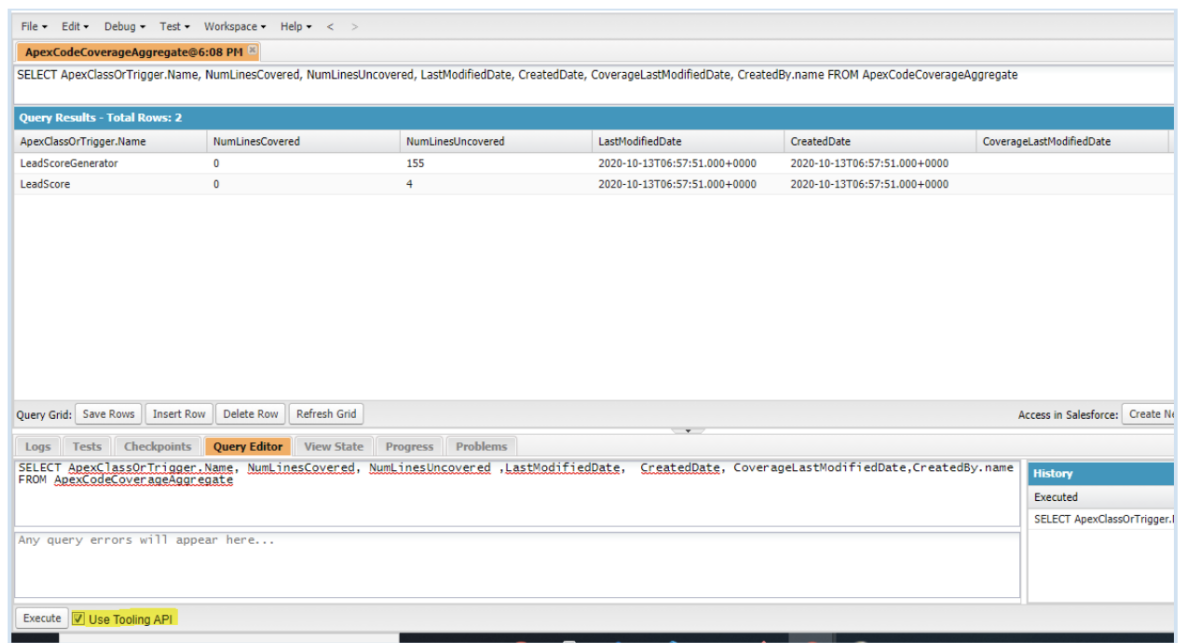 File Edit Debug Test Workspace Help < >
ApexCodeCoverageAggregate@6:08 PM
SELECT ApexClassOrTrigger.Name, NumLinesCovered, NumLinesUncovered, LastModifiedDate, CreatedDate, CoverageLastModifiedDate, CreatedBy.name FROM ApexCodeCoverageAggregate
Query Results - Total Rows: 2
ApexClassOrTrigger.Name NumLinesCovered NumLinesUncovered LastModifiedDate CreatedDate CoverageLastModifiedDate
LeadScoreGenerator 0 155 2020-10-13T06:57:51.000+0000 2020-10-13T06:57:51.000+0000
LeadScore 0 4 2020-10-13T06:57:51.000+0000 2020-10-13T06:57:51.000+0000
Query Grid: Save Rows Insert Row Delete Row Refresh Grid Access in Salesforce: Create Ne
Logs Tests Checkpoints Query Editor View State Progress Problems
SELECT ApexClassOrTrigger.Name, NumLinesCovered, NumLinesUncovered ,LastModifiedDate, CreatedDate, CoverageLastModifiedDate,CreatedBy.name
FROM ApexCodeCoverageAggregate
History
Executed
SELECT ApexClassOrTrigger.
Any query errors will appear here...
Execute Use Tooling API